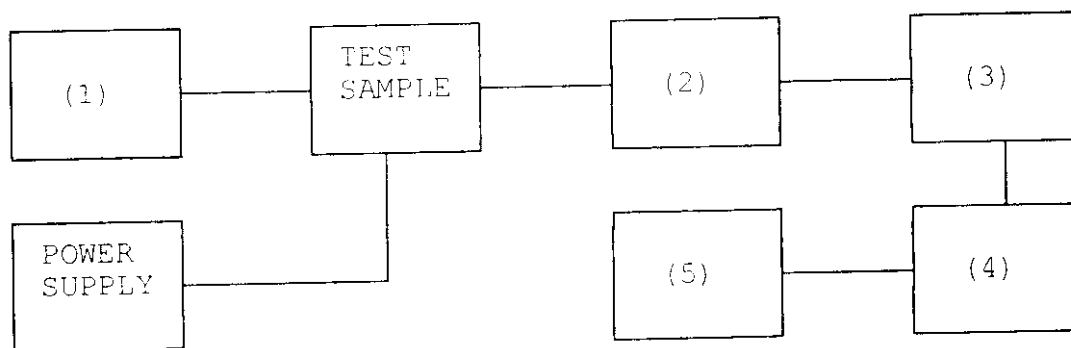 (1)
TEST
SAMPLE
(2)
(3)
POWER
SUPPLY
(5)
(4)